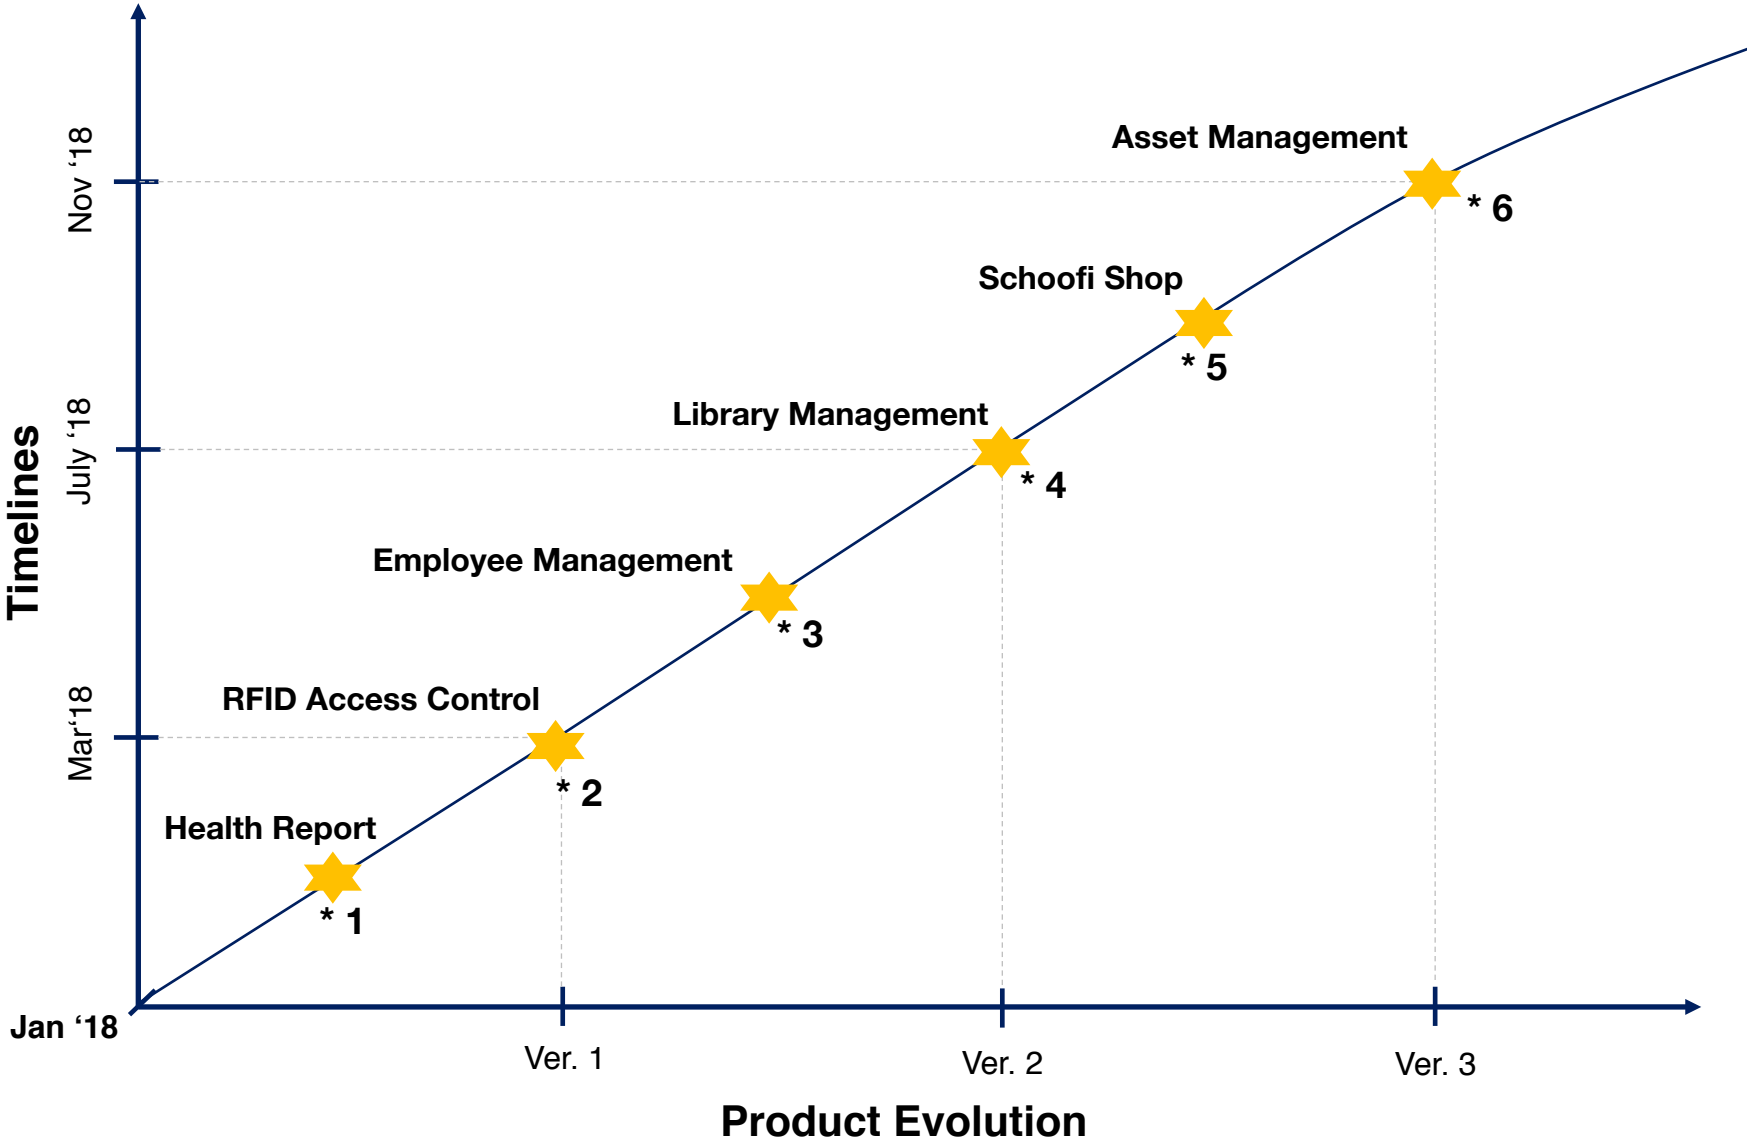 Asset Management
Nov ‘18
* 6
Schoofi Shop
* 5
Library Management
July ‘18
* 4
Timelines
Employee Management
* 3
RFID Access Control
Mar‘18
* 2
Health Report
* 1
Jan ‘18
Ver. 1
Ver. 2
Ver. 3
Product Evolution